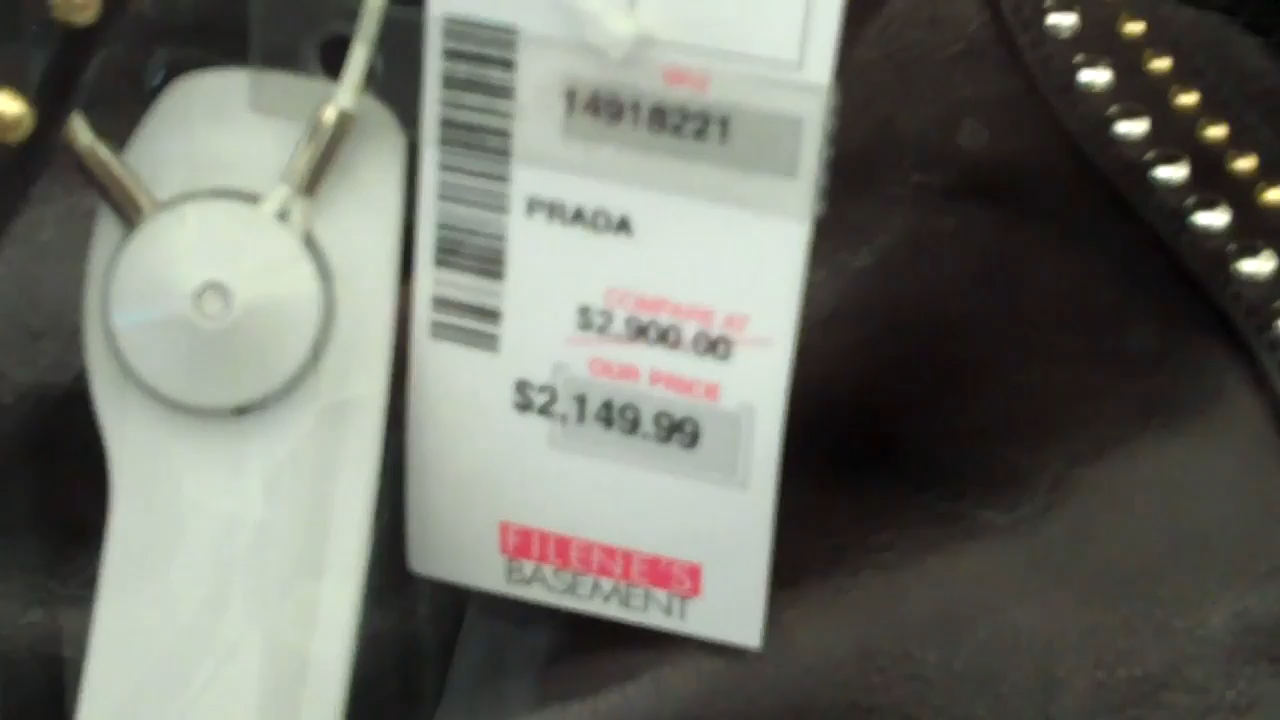 14918221
PRADA
COMPARE AT
$2,900.00
OUR PRICE
$2,149.99
FILENE'S
BASEMENT